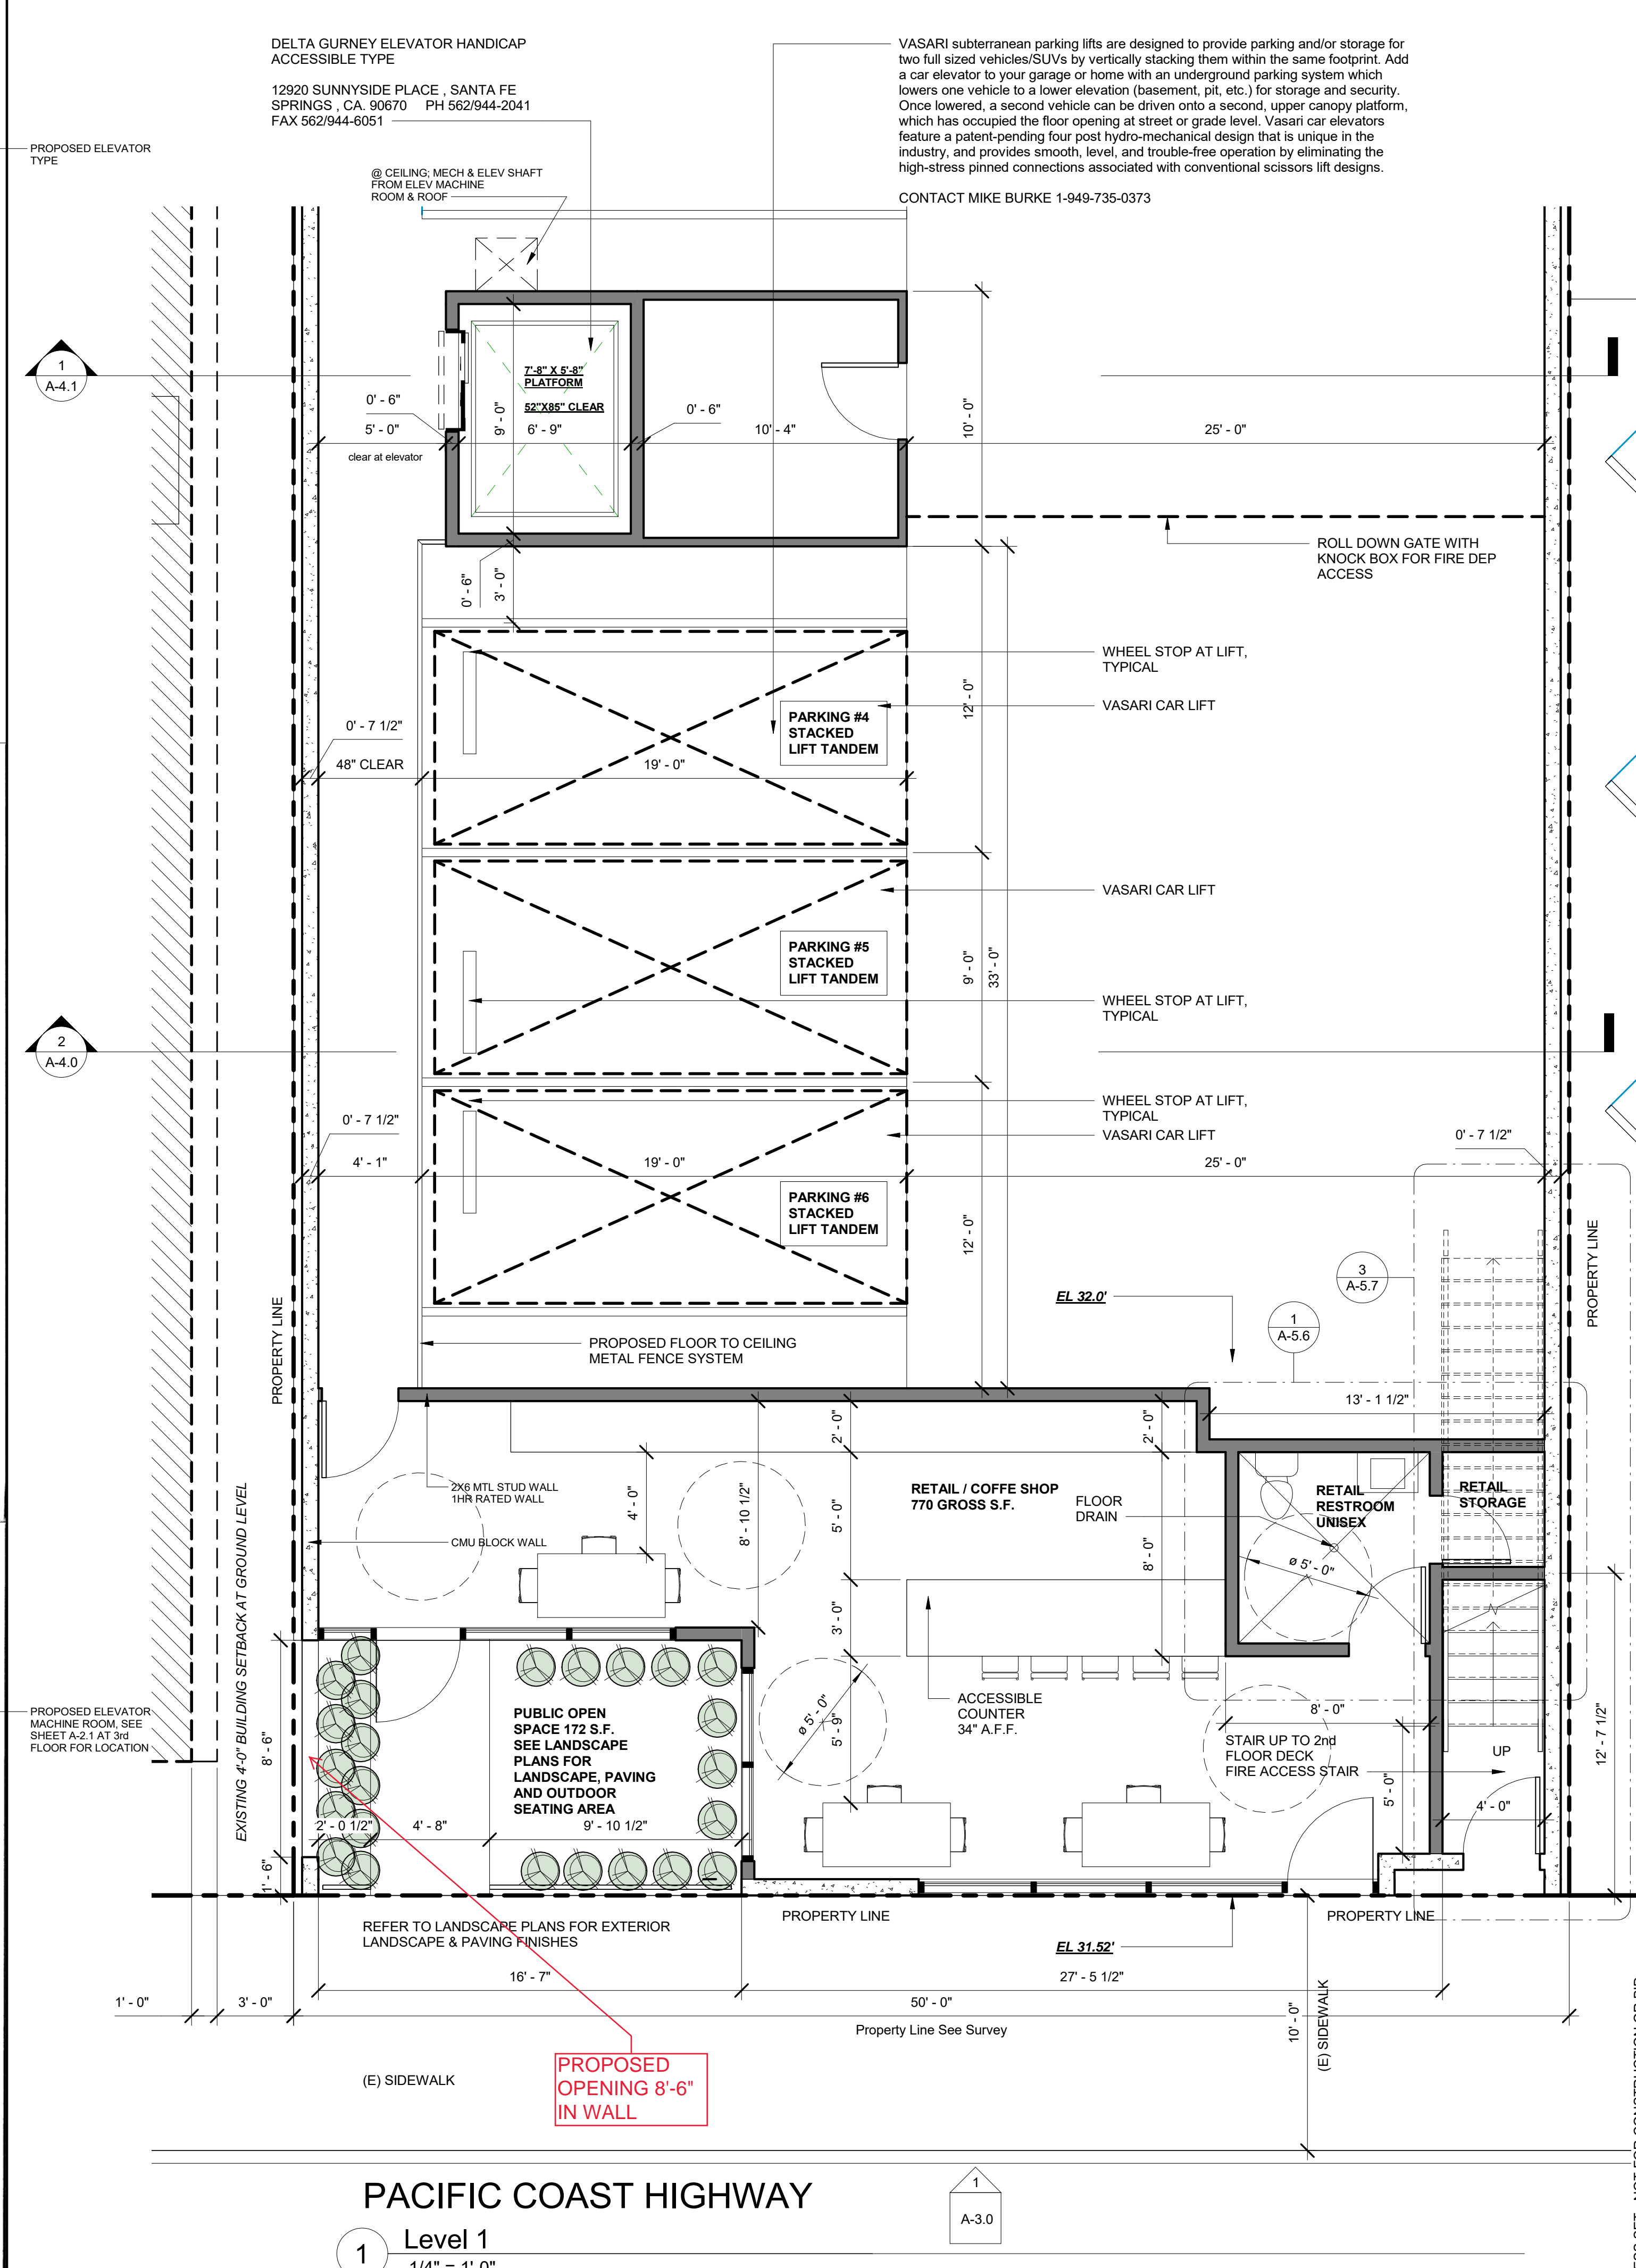 DELTA GURNEY ELEVATOR HANDICAP
ACCESSIBLE TYPE
12920 SUNNYSIDE PLACE , SANTA FE
SPRINGS , CA. 90670 PH 562/944-2041
FAX 562/944-6051
VASARI subterranean parking lifts are designed to provide parking and/or storage for
two full sized vehicles/SUVs by vertically stacking them within the same footprint. Add
a car elevator to your garage or home with an underground parking system which
lowers one vehicle to a lower elevation (basement, pit, etc.) for storage and security.
Once lowered, a second vehicle can be driven onto a second, upper canopy platform,
which has occupied the floor opening at street or grade level. Vasari car elevators
feature a patent-pending four post hydro-mechanical design that is unique in the
industry, and provides smooth, level, and trouble-free operation by eliminating the
high-stress pinned connections associated with conventional scissors lift designs.
CONTACT MIKE BURKE 1-949-735-0373
PROPOSED ELEVATOR
TYPE
@ CEILING; MECH & ELEV SHAFT
FROM ELEV MACHINE
ROOM & ROOF
1
A-4.1
7'-8" X 5'-8"
PLATFORM
52"X85" CLEAR
0' - 6"
5' - 0"
clear at elevator
9' - 0"
6' - 9"
0' - 6"
10' - 4"
10' - 0"
25' - 0"
ROLL DOWN GATE WITH
KNOCK BOX FOR FIRE DEP
ACCESS
0' - 6"
3' - 0"
WHEEL STOP AT LIFT,
TYPICAL
VASARI CAR LIFT
PARKING #4
STACKED
LIFT TANDEM
12' - 0"
0' - 7 1/2"
48" CLEAR
19' - 0"
VASARI CAR LIFT
PARKING #5
STACKED
LIFT TANDEM
9' - 0"
33' - 0"
WHEEL STOP AT LIFT,
TYPICAL
2
A-4.0
WHEEL STOP AT LIFT,
TYPICAL
VASARI CAR LIFT
0' - 7 1/2"
4' - 1"
19' - 0"
25' - 0"
0' - 7 1/2"
PARKING #6
STACKED
LIFT TANDEM
12' - 0"
PROPERTY LINE
PROPERTY LINE
3
A-5.7
EL 32.0'
1
A-5.6
PROPOSED FLOOR TO CEILING
METAL FENCE SYSTEM
13' - 1 1/2"
2' - 0"
2' - 0"
2X6 MTL STUD WALL
1HR RATED WALL
4' - 0"
8' - 10 1/2"
5' - 0"
RETAIL / COFFE SHOP
770 GROSS S.F.
FLOOR
DRAIN
8' - 0"
RETAIL
RESTROOM
UNISEX
RETAIL
STORAGE
CMU BLOCK WALL
ø 5' - 0"
3' - 0"
EXISTING 4'-0" BUILDING SETBACK AT GROUND LEVEL
PROPOSED ELEVATOR
MACHINE ROOM, SEE
SHEET A-2.1 AT 3rd
FLOOR FOR LOCATION
8' - 6"
1' - 6"
PUBLIC OPEN
SPACE 172 S.F.
SEE LANDSCAPE
PLANS FOR
LANDSCAPE, PAVING
AND OUTDOOR
SEATING AREA
2' - 0 1/2"
4' - 8"
9' - 10 1/2"
ø 5' - 0"
5' - 9"
ACCESSIBLE
COUNTER
34" A.F.F.
8' - 0"
STAIR UP TO 2nd
FLOOR DECK
FIRE ACCESS STAIR
UP
5' - 0"
4' - 0"
12' - 7 1/2"
PROPERTY LINE
PROPERTY LINE
REFER TO LANDSCAPE PLANS FOR EXTERIOR
LANDSCAPE & PAVING FINISHES
EL 31.52'
16' - 7"
27' - 5 1/2"
1' - 0"
3' - 0"
50' - 0"
Property Line See Survey
10' - 0"
(E) SIDEWALK
(E) SIDEWALK
PROPOSED
OPENING 8'-6"
IN WALL
PACIFIC COAST HIGHWAY
1
A-3.0
1
Level 1
1/4" = 1'-0"